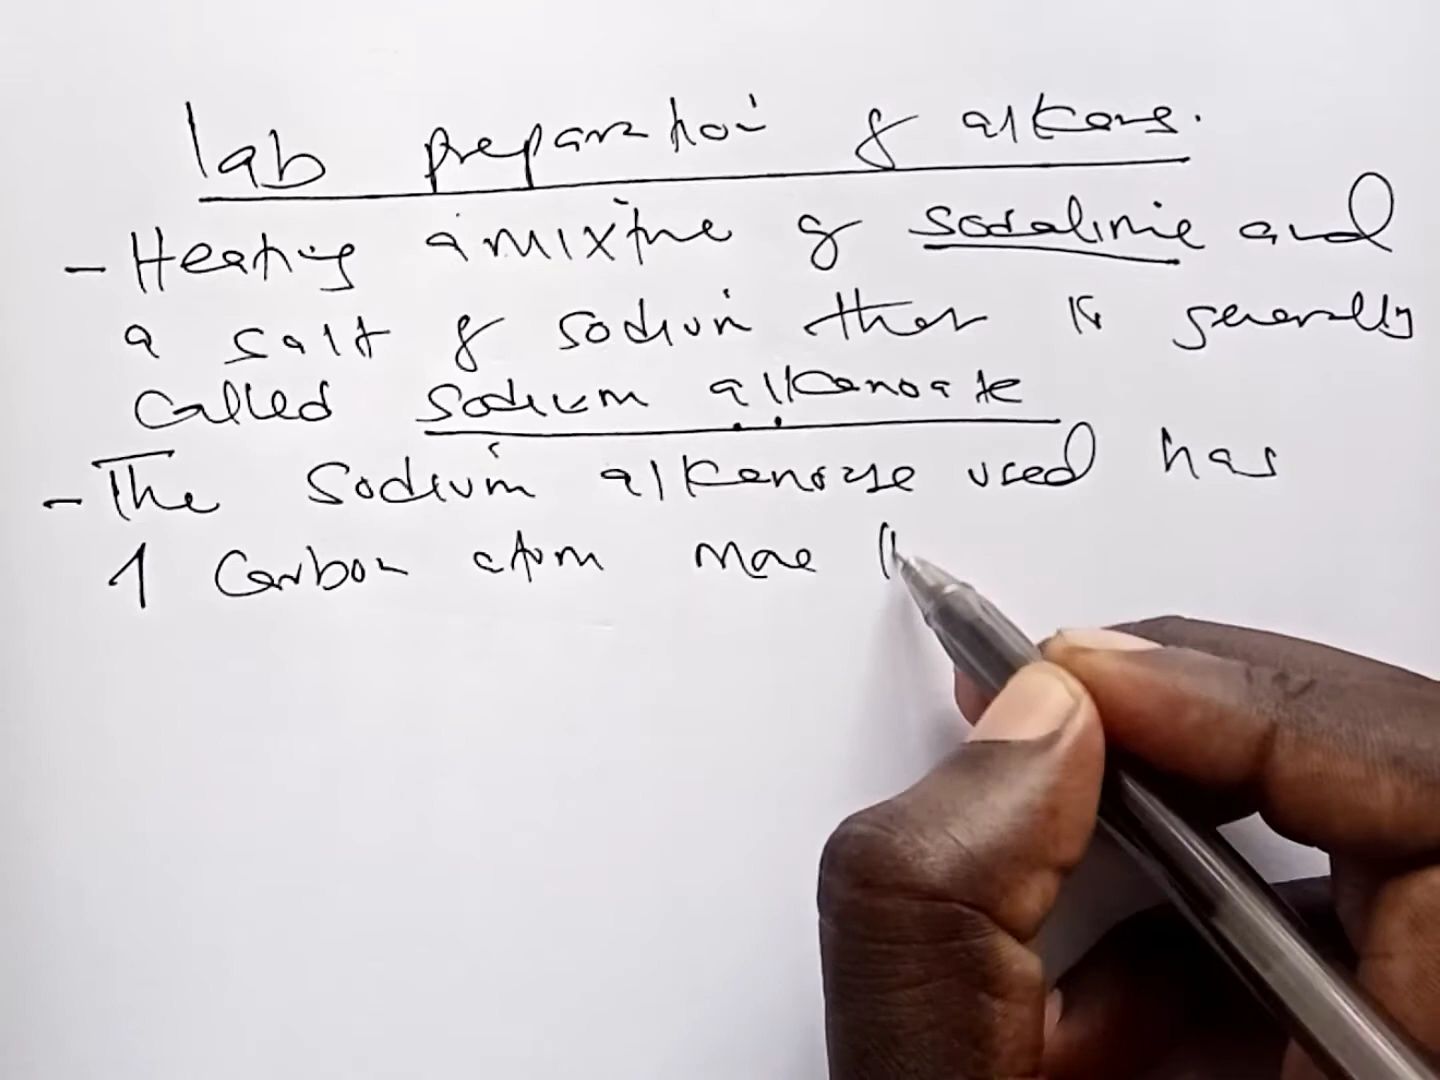 lab preparation of alkans.
- Heating a mixture of sodalime and
a salt of sodium that is generally
called sodium alkanoate
- The sodium alkanoate used has
1 Carbon atom more